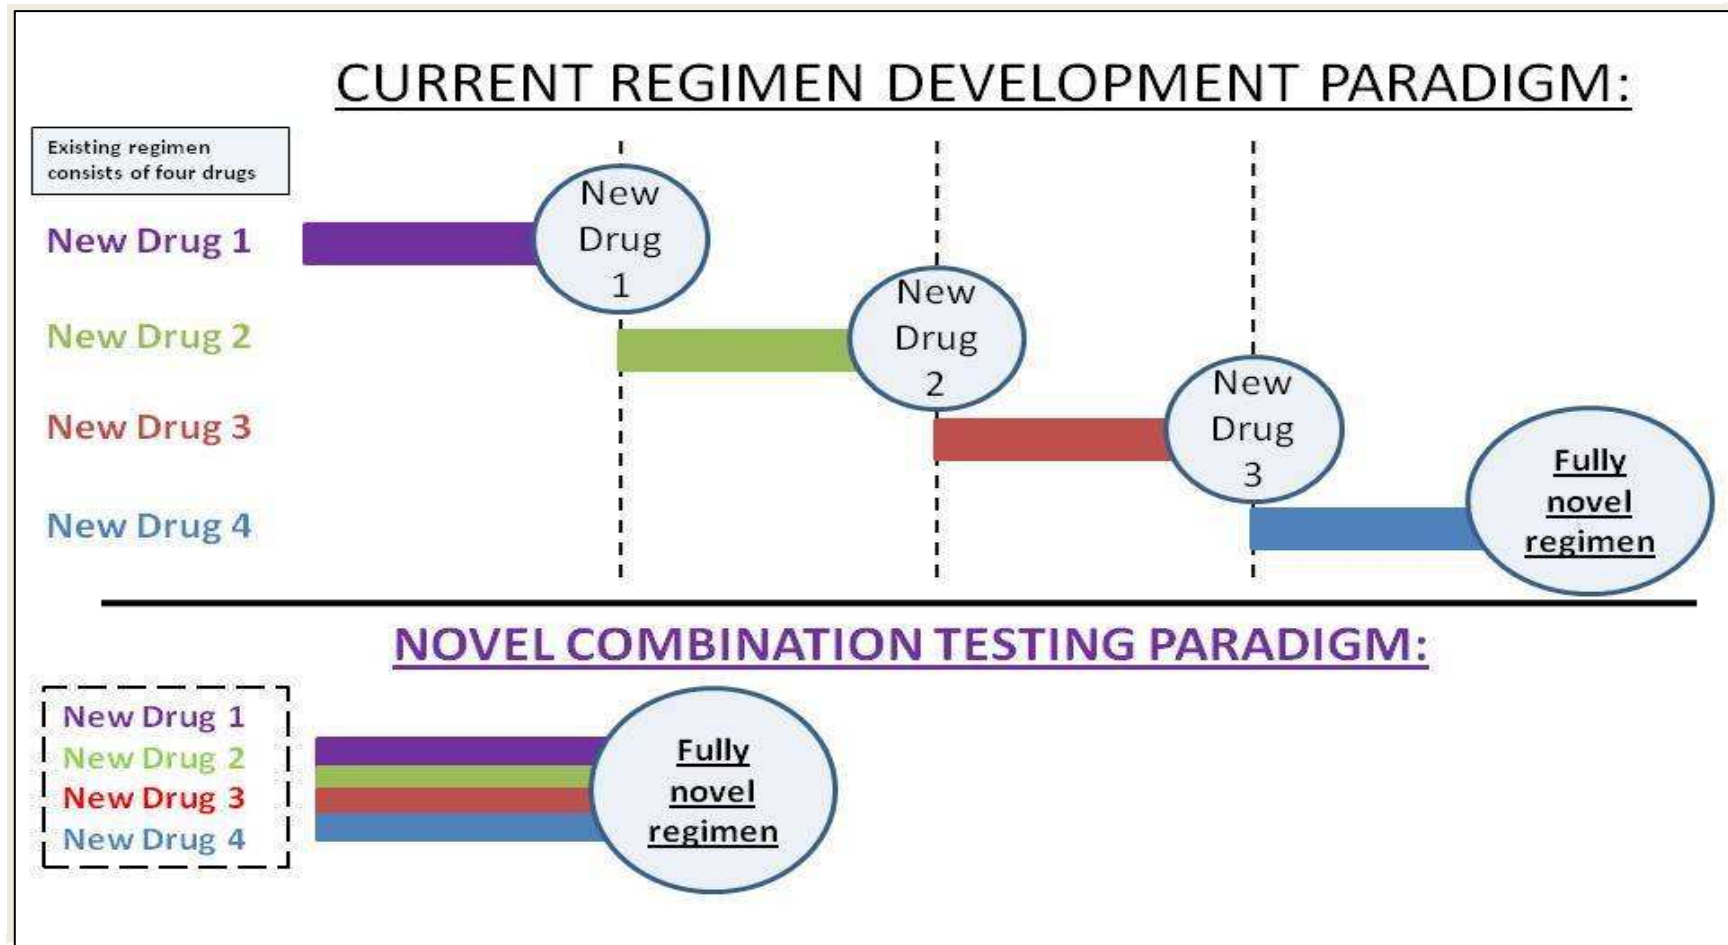 CURRENT REGIMEN DEVELOPMENT PARADIGM:
Existing regimen
consists of four drugs
New Drug 1
New
Drug
1
New Drug 2
New
Drug
2
New Drug 3
New
Drug
3
New Drug 4
Fully
novel
regimen
NOVEL COMBINATION TESTING PARADIGM:
New Drug 1
New Drug 2
New Drug 3
New Drug 4
Fully
novel
regimen